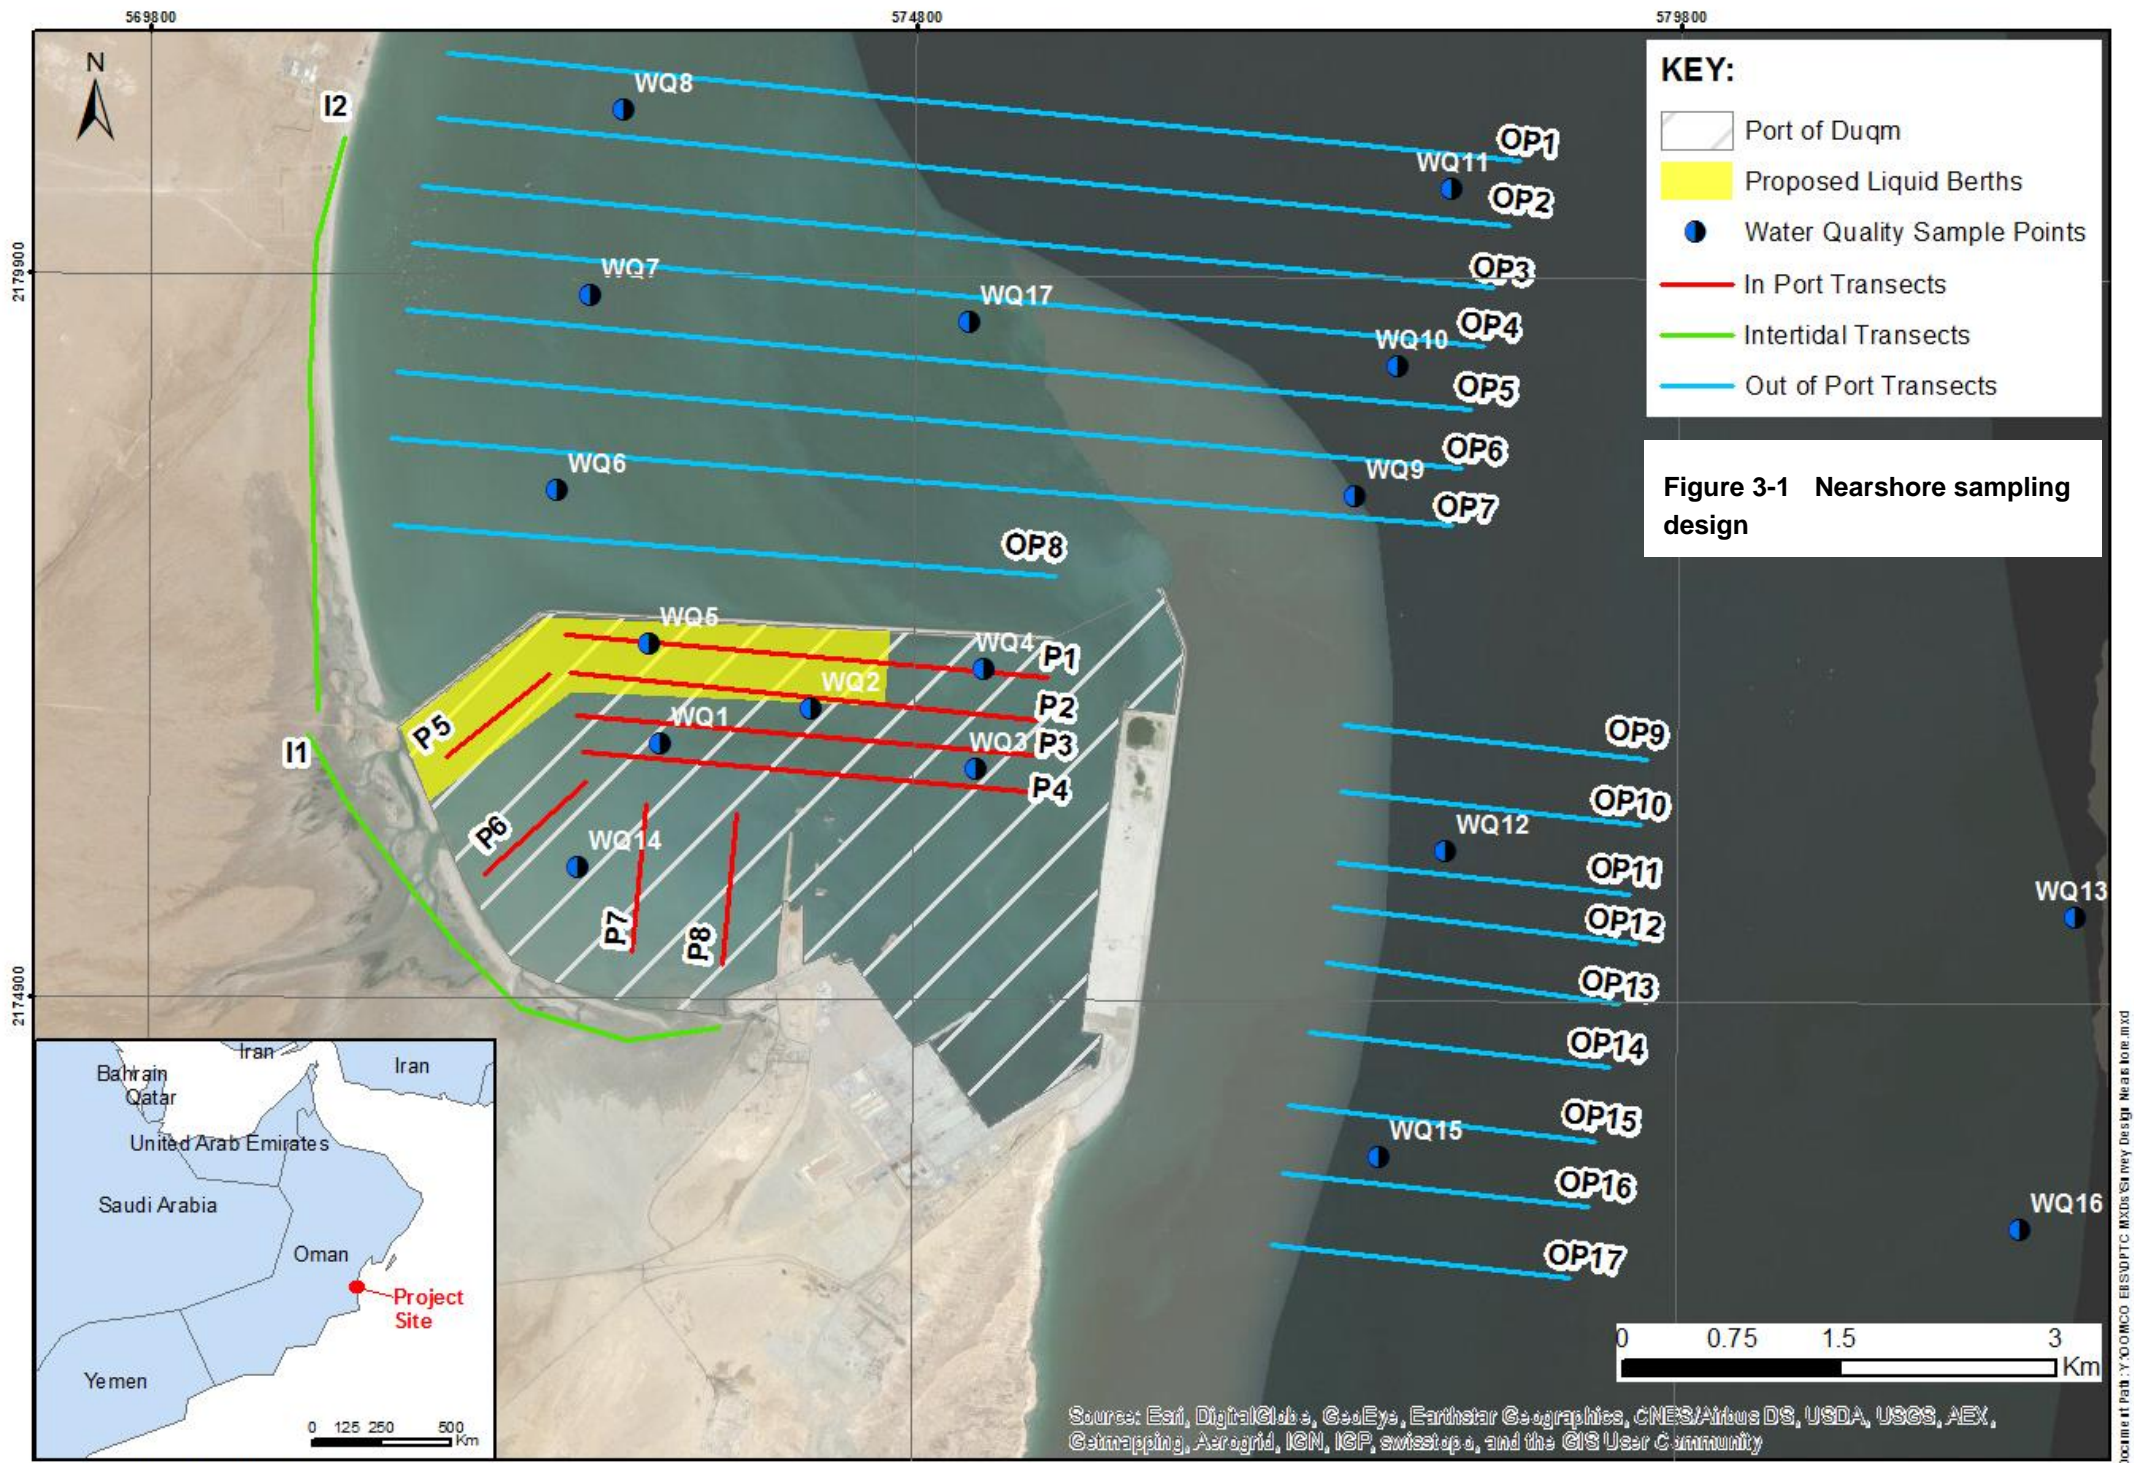 569800
574800
579800
N
I2
WQ8
OP1
WQ11
OP2
KEY:
Port of Duqm
Proposed Liquid Berths
Water Quality Sample Points
In Port Transects
Intertidal Transects
Out of Port Transects
2179900
WQ7
OP3
WQ17
OP4
WQ10
OP5
OP6
WQ6
WQ9
OP7
Figure 3-1 Nearshore sampling
design
OP8
WQ5
WQ4
P1
WQ2
P2
P5
WQ1
WQ3
P3
I1
P4
OP9
OP10
P6
WQ14
WQ12
OP11
WQ13
P7
P8
OP12
OP13
2174900
OP14
OP15
WQ15
OP16
WQ16
OP17
Iran
Iran
Bahrain
Qatar
United Arab Emirates
Saudi Arabia
Oman
Project
Site
Yemen
0 125 250 500
Km
0 0.75 1.5 3
Km
Source: Esri, DigitalGlobe, GeoEye, Earthstar Geographics, CNES/Airbus DS, USDA, USGS, AEX,
Getmapping, Aerogrid, IGN, IGP, swisstopo, and the GIS User Community